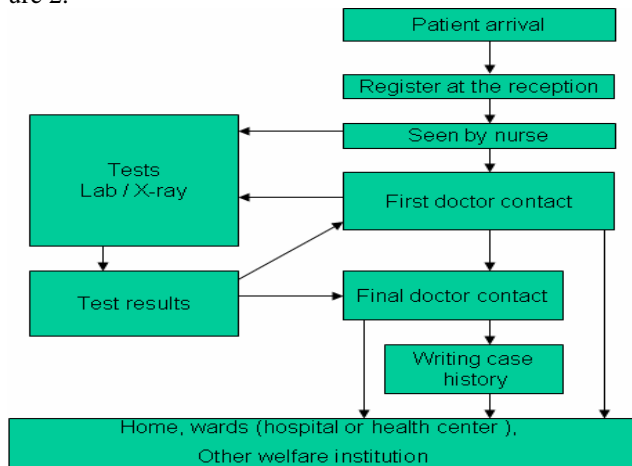 ure 2.
Patient arrival
Register at the reception
Seen by nurse
Tests
Lab / X-ray
First doctor contact
Test results
Final doctor contact
Writing case
history
Home, wards (hospital or health center ),
Other welfare institution